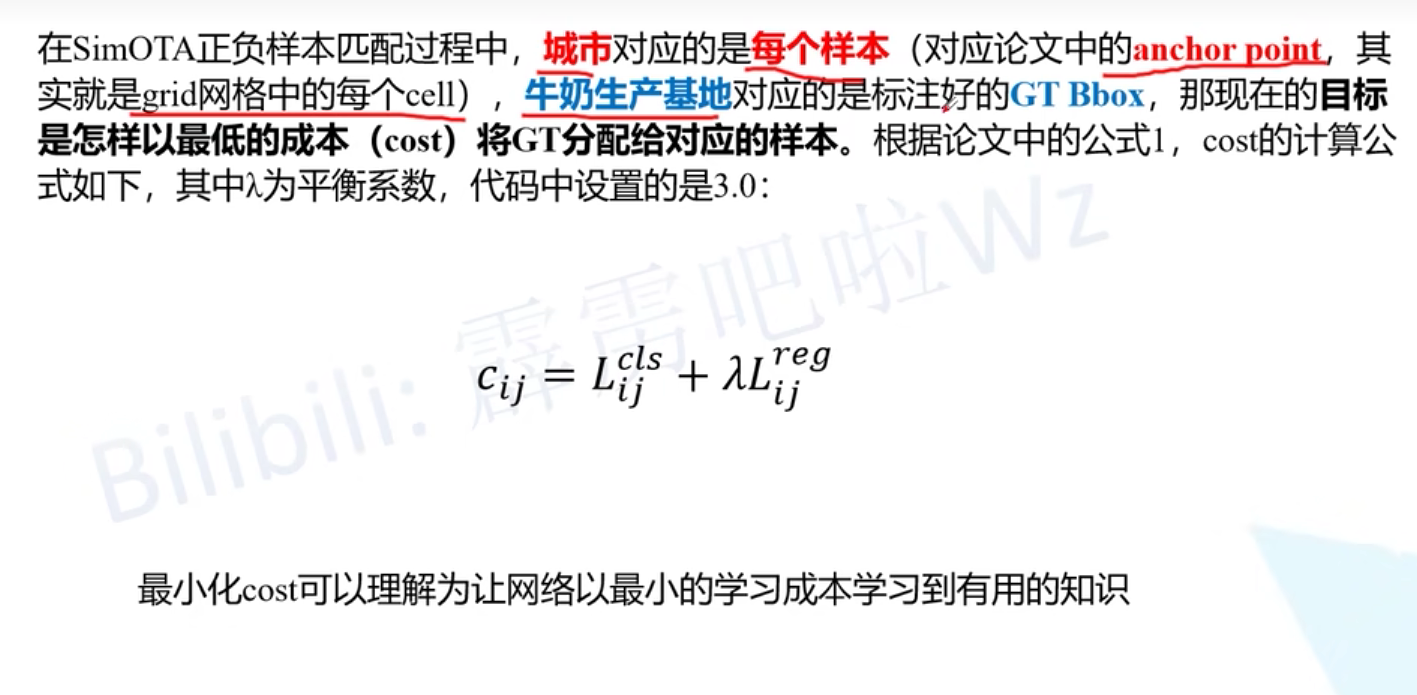 在SimOTA正负样本匹配过程中，城市对应的是每个样本（对应论文中的anchor point，其
实就是grid网格中的每个cell），牛奶生产基地对应的是标注好的GT Bbox，那现在的目标
是怎样以最低的成本（cost）将GT分配给对应的样本。根据论文中的公式1，cost的计算公
式如下，其中λ为平衡系数，代码中设置的是3.0：
Bilibili: 霹雳吧啦Wz
c_{ij} = L_{ij}^{cls} + λL_{ij}^{reg}
最小化cost可以理解为让网络以最小的学习成本学习到有用的知识